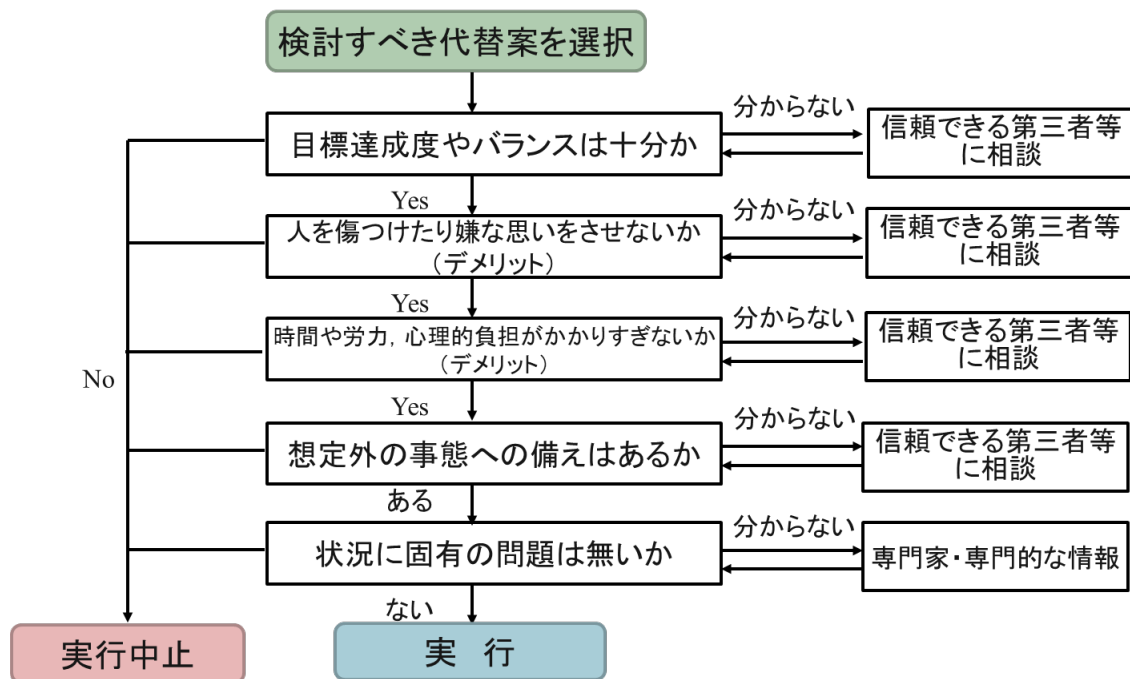 検討すべき代替案を選択
目標達成度やバランスは十分か
分からない
信頼できる第三者等
に相談
Yes
人を傷つけたり嫌な思いをさせないか
（デメリット）
分からない
信頼できる第三者等
に相談
Yes
時間や労力，心理的負担がかかりすぎないか
（デメリット）
分からない
信頼できる第三者等
に相談
No
Yes
想定外の事態への備えはあるか
分からない
信頼できる第三者等
に相談
ある
状況に固有の問題は無いか
分からない
専門家・専門的な情報
ない
実行中止
実　行